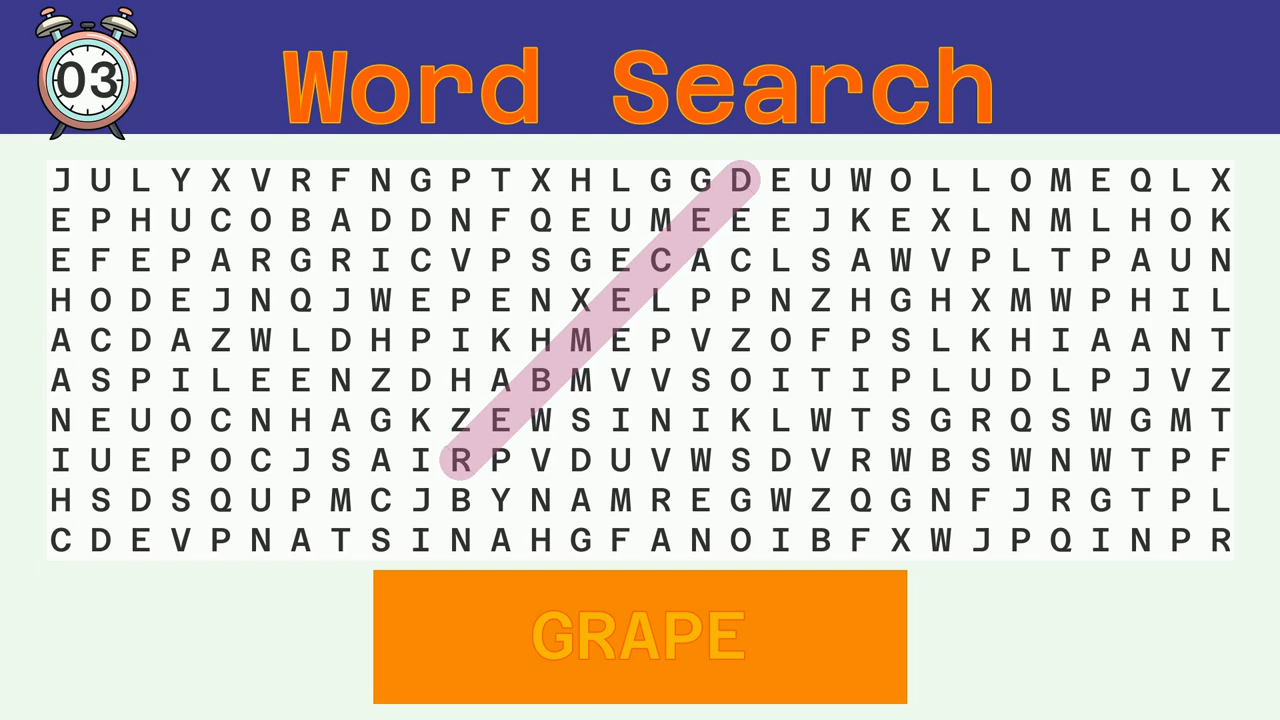 03
Word Search
J U L Y X V R F N G P T X H L G G D E U W O L L O M E Q L X
E P H U C O B A D D N F Q E U M E E E J K E X L N M L H O K
E F E P A R G R I C V P S G E C A C L S A W V P L T P A U N
H O D E J N Q J W E P E N X E L P P N Z H G H X M W P H I L
A C D A Z W L D H P I K H M E P V Z O F P S L K H I A A N T
A S P I L E E N Z D H A B M V V S O I T I P L U D L P J V Z
N E U O C N H A G K Z E W S I N I K L W T S G R Q S W G M T
I U E P O C J S A I R P V D U V W S D V R W B S W N W T P F
H S D S Q U P M C J B Y N A M R E G W Z Q G N F J R G T P L
C D E V P N A T S I N A H G F A N O I B F X W J P Q I N P R
GRAPE